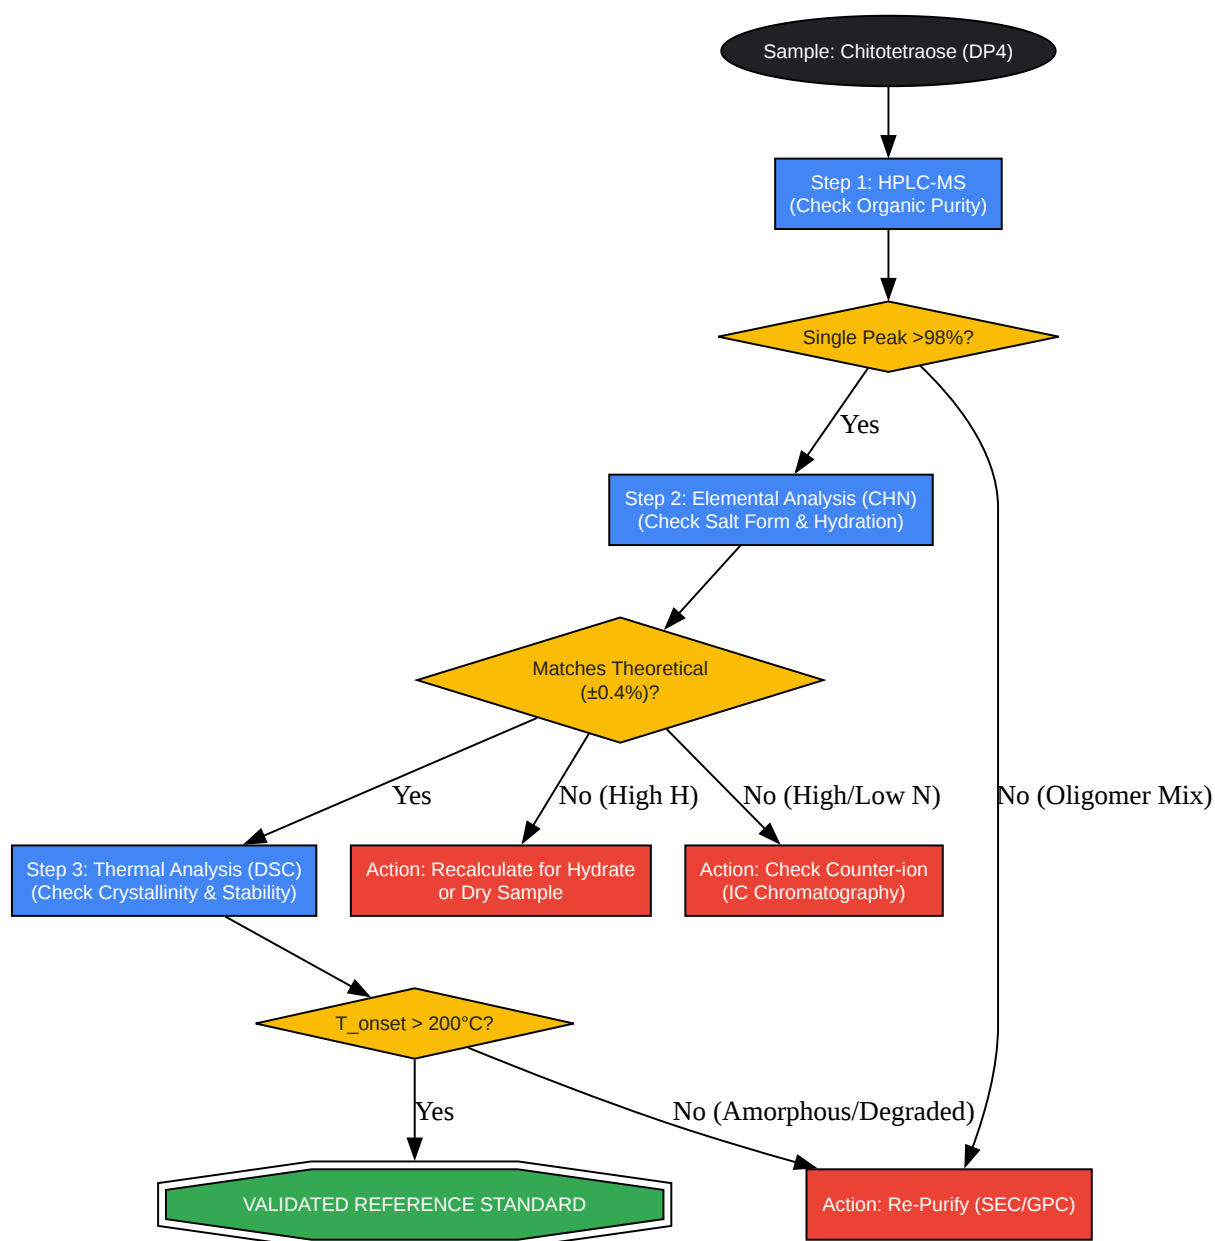 Sample: Chitotetraose (DP4)
Step 1: HPLC-MS
(Check Organic Purity)
Single Peak >98%?
Yes
Step 2: Elemental Analysis (CHN)
(Check Salt Form & Hydration)
Matches Theoretical
(±0.4%)?
Yes
No (High H)
No (High/Low N)
No (Oligomer Mix)
Step 3: Thermal Analysis (DSC)
(Check Crystallinity & Stability)
Action: Recalculate for Hydrate
or Dry Sample
Action: Check Counter-ion
(IC Chromatography)
T_onset > 200°C?
Yes
No (Amorphous/Degraded)
VALIDATED REFERENCE STANDARD
Action: Re-Purify (SEC/GPC)